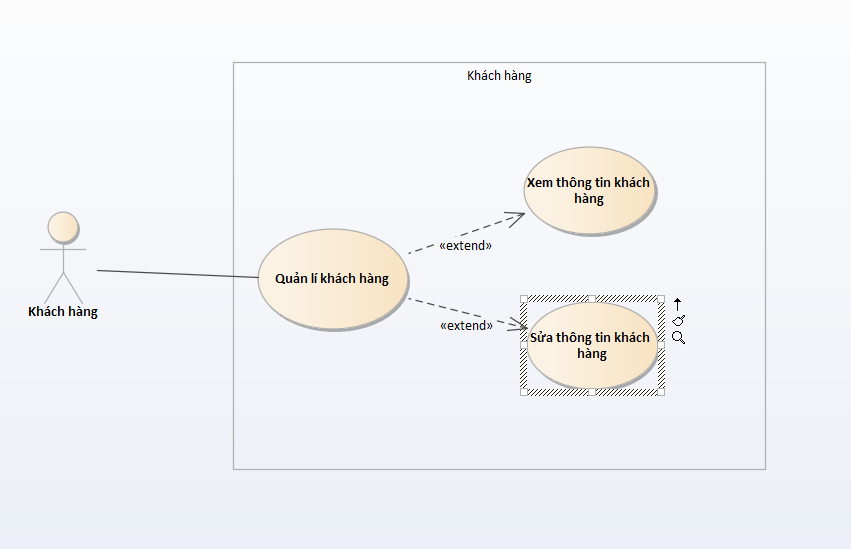 Khách hàng
Xem thông tin khách
hàng
«extend»
Quản lí khách hàng
Khách hàng
«extend»
Sửa thông tin khách
hàng